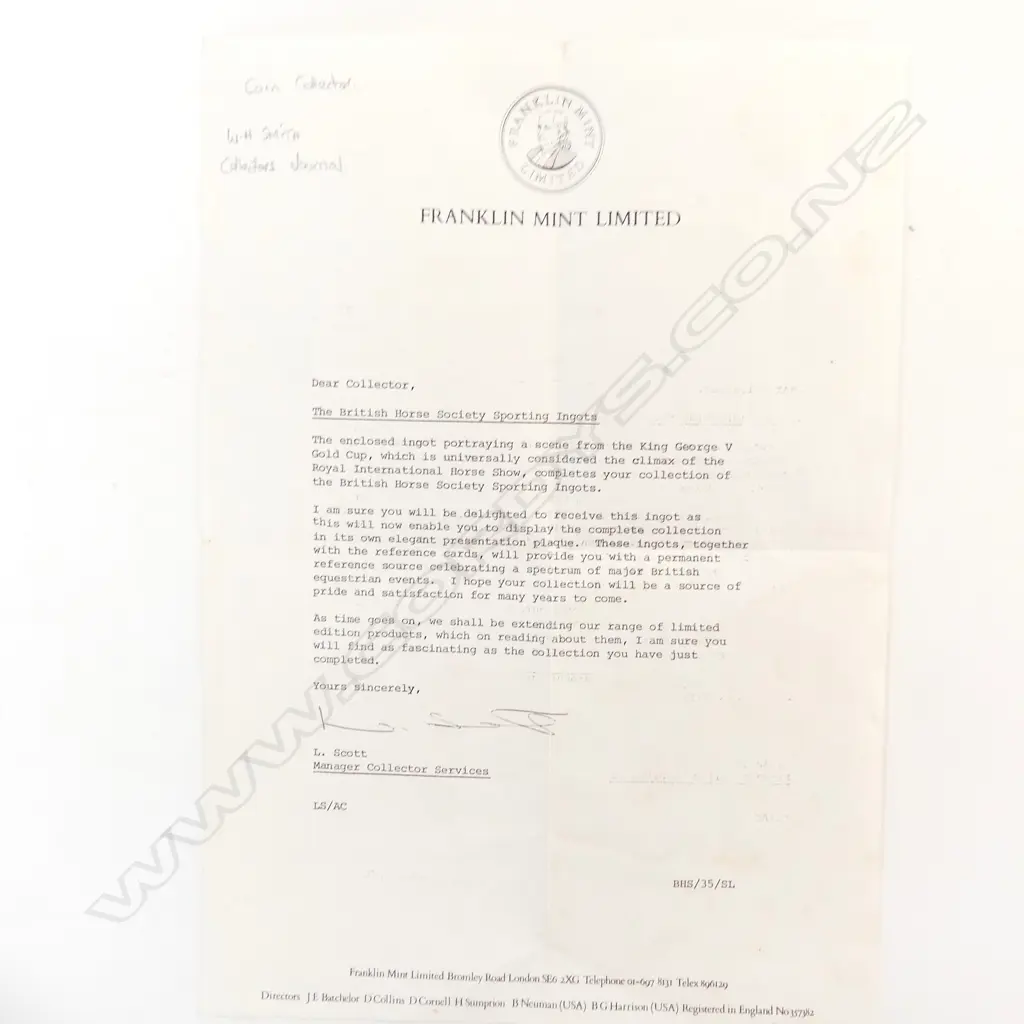 Coin Collector.
W.H SMITH
Collectors Journal
FRANKLIN MINT
LIMITED
FRANKLIN MINT LIMITED
Dear Collector,
The British Horse Society Sporting Ingots
The enclosed ingot portraying a scene from the King George V
Gold Cup, which is universally considered the climax of the
Royal International Horse Show, completes your collection of
the British Horse Society Sporting Ingots.
I am sure you will be delighted to receive this ingot as
this will now enable you to display the complete collection
in its own elegant presentation plaque. These ingots, together
with the reference cards, will provide you with a permanent
reference source celebrating a spectrum of major British
equestrian events. I hope your collection will be a source of
pride and satisfaction for many years to come.
As time goes on, we shall be extending our range of limited
edition products, which on reading about them, I am sure you
will find as fascinating as the collection you have just
completed.
Yours sincerely,
L. Scott
Manager Collector Services
LS/AC
BHS/35/SL
Franklin Mint Limited Bromley Road London SE6 2XG Telephone 01-697 8131 Telex 896129
Directors J E Batchelor D Collins D Cornell H Sumption B Neuman (USA) B G Harrison (USA) Registered in England No 357382
WWW.CORDYS.CO.NZ